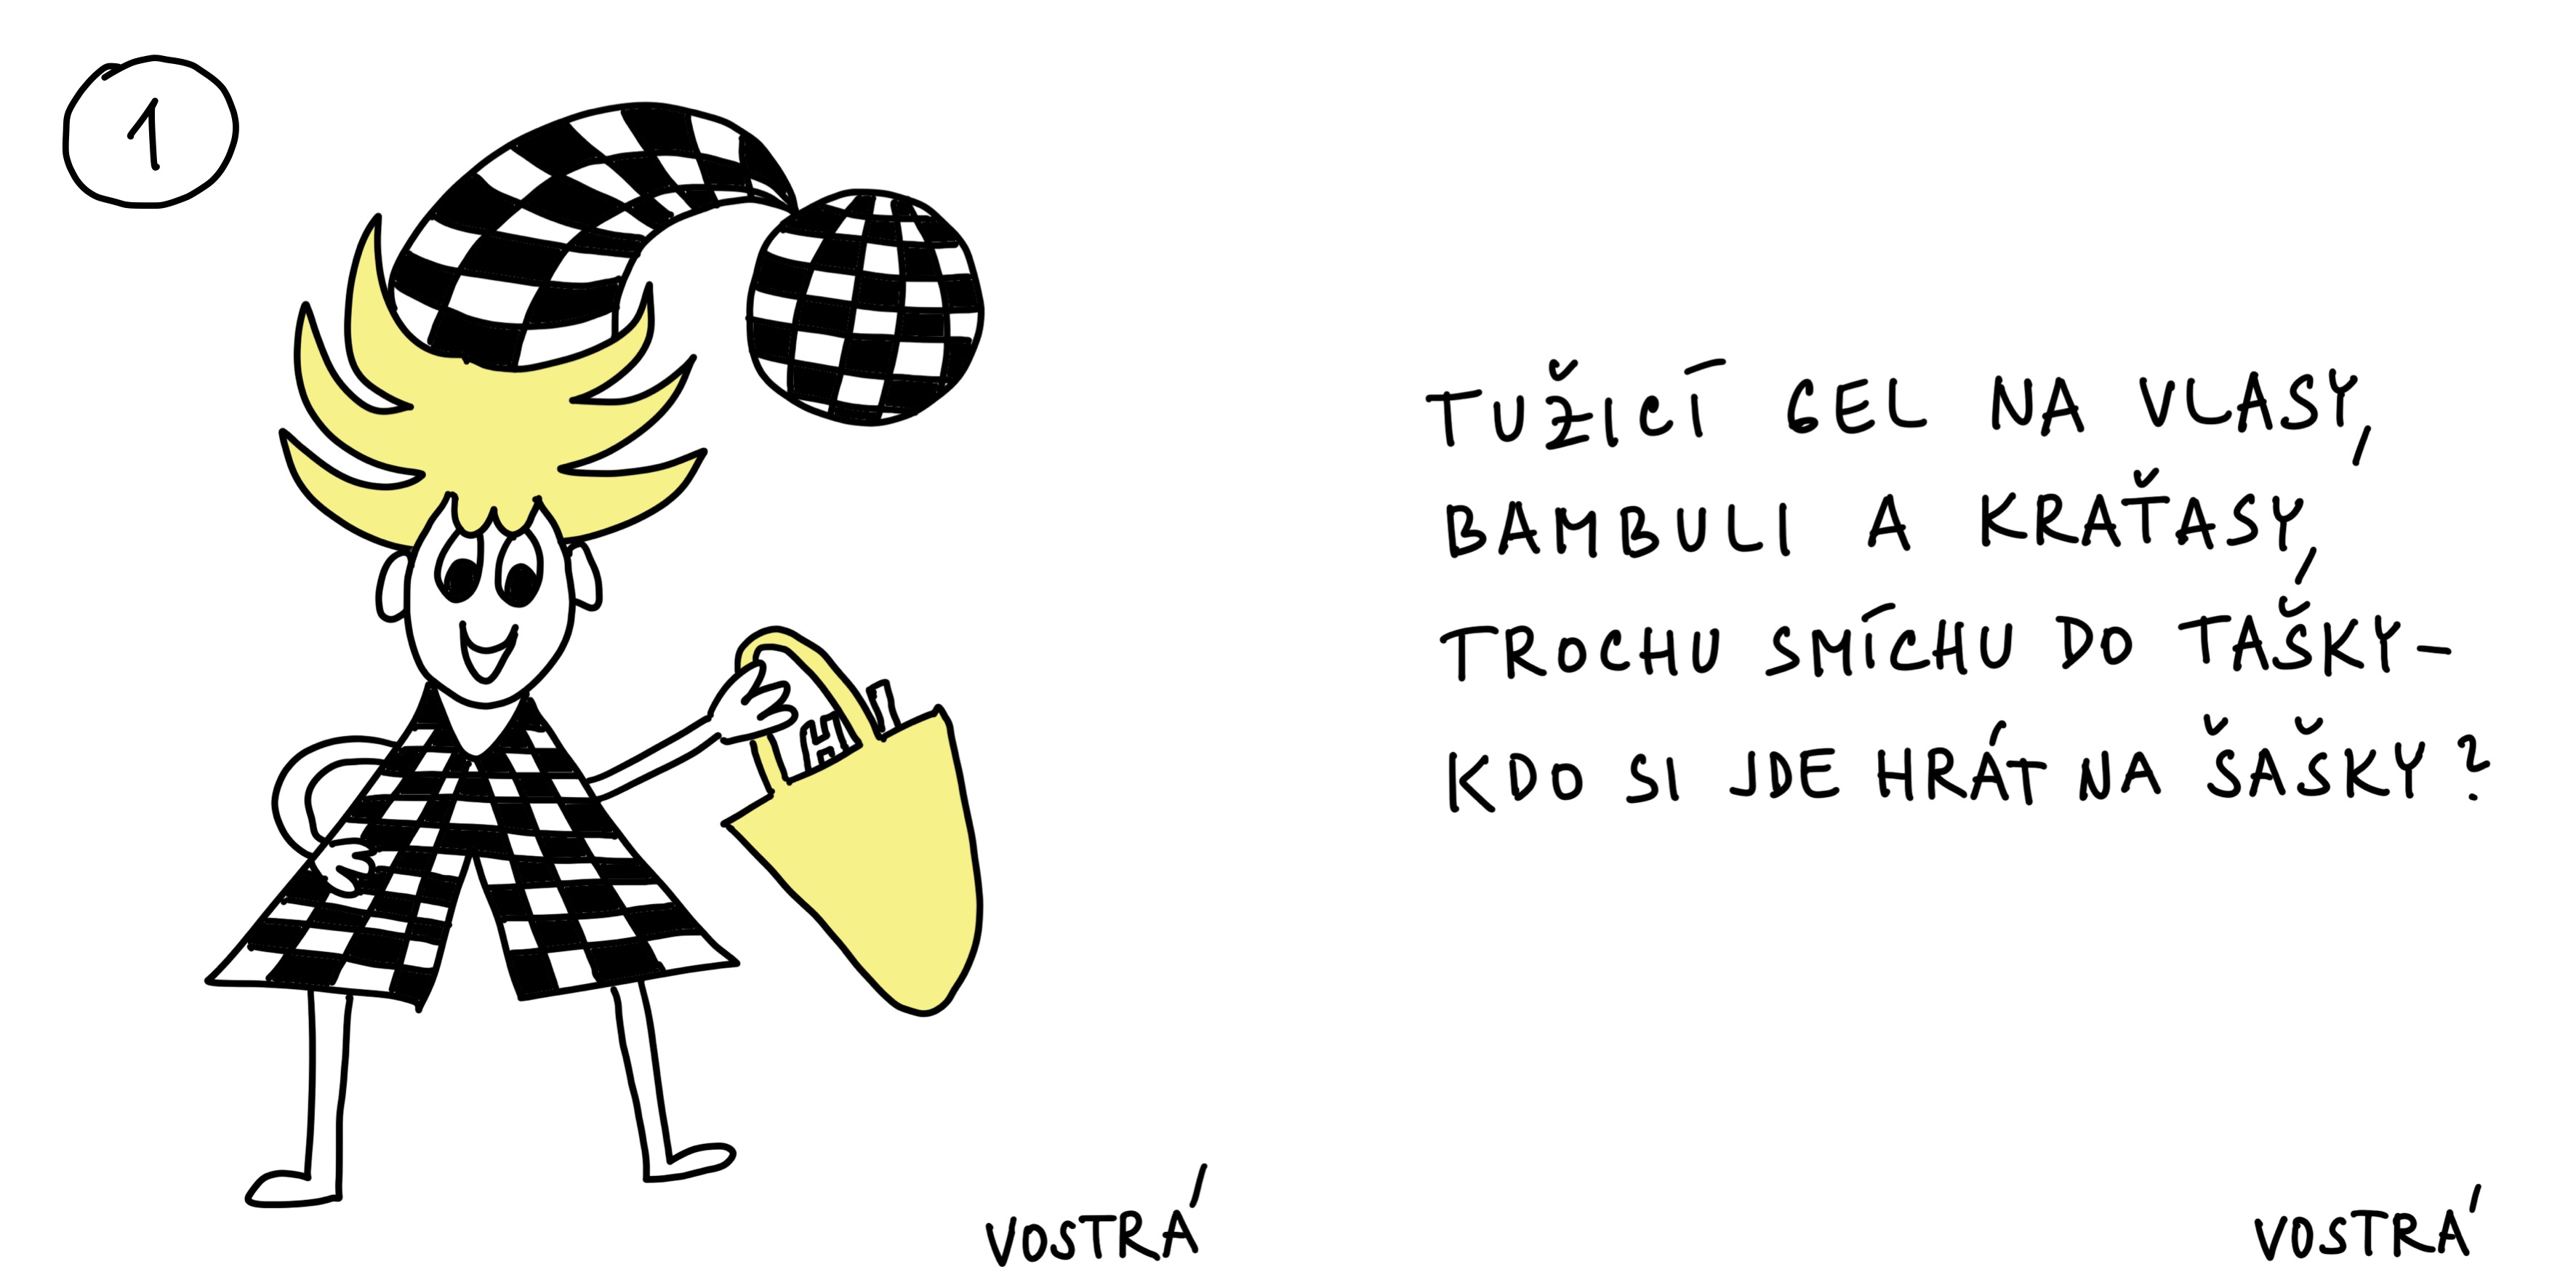 1
HI
VOSTRÁ
TUŽICÍ GEL NA VLASY,
BAMBULI A KRAŤASY,
TROCHU SMÍCHU DO TAŠKY-
KDO SI JDE HRÁT NA ŠAŠKY?
VOSTRÁ